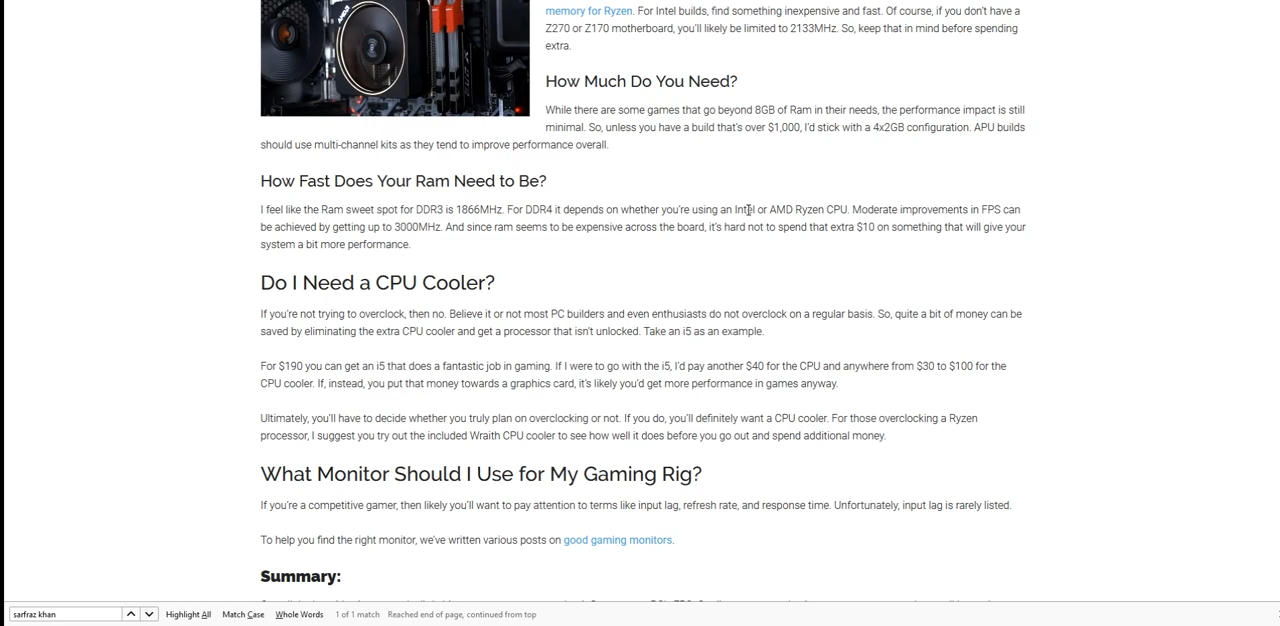 memory for Ryzen. For Intel builds, find something inexpensive and fast. Of course, if you don't have a
Z270 or Z170 motherboard, you'll likely be limited to 2133MHz. So, keep that in mind before spending
extra.
AMD
How Much Do You Need?
While there are some games that go beyond 8GB of Ram in their needs, the performance impact is still
minimal. So, unless you have a build that's over $1,000, I'd stick with a 4x2GB configuration. APU builds
should use multi-channel kits as they tend to improve performance overall.
How Fast Does Your Ram Need to Be?
I feel like the Ram sweet spot for DDR3 is 1866MHz. For DDR4 it depends on whether you're using an Intel or AMD Ryzen CPU. Moderate improvements in FPS can
be achieved by getting up to 3000MHz. And since ram seems to be expensive across the board, it's hard not to spend that extra $10 on something that will give your
system a bit more performance.
Do I Need a CPU Cooler?
If you're not trying to overclock, then no. Believe it or not most PC builders and even enthusiasts do not overclock on a regular basis. So, quite a bit of money can be
saved by eliminating the extra CPU cooler and get a processor that isn't unlocked. Take an i5 as an example.
For $190 you can get an i5 that does a fantastic job in gaming. If I were to go with the i5, I'd pay another $40 for the CPU and anywhere from $30 to $100 for the
CPU cooler. If, instead, you put that money towards a graphics card, it's likely you'd get more performance in games anyway.
Ultimately, you'll have to decide whether you truly plan on overclocking or not. If you do, you'll definitely want a CPU cooler. For those overclocking a Ryzen
processor, I suggest you try out the included Wraith CPU cooler to see how well it does before you go out and spend additional money.
What Monitor Should I Use for My Gaming Rig?
If you're a competitive gamer, then likely you'll want to pay attention to terms like input lag, refresh rate, and response time. Unfortunately, input lag is rarely listed.
To help you find the right monitor, we've written various posts on good gaming monitors.
Summary:
sarfraz khan Highlight All Match Case Whole Words 1 of 1 match Reached end of page, continued from top